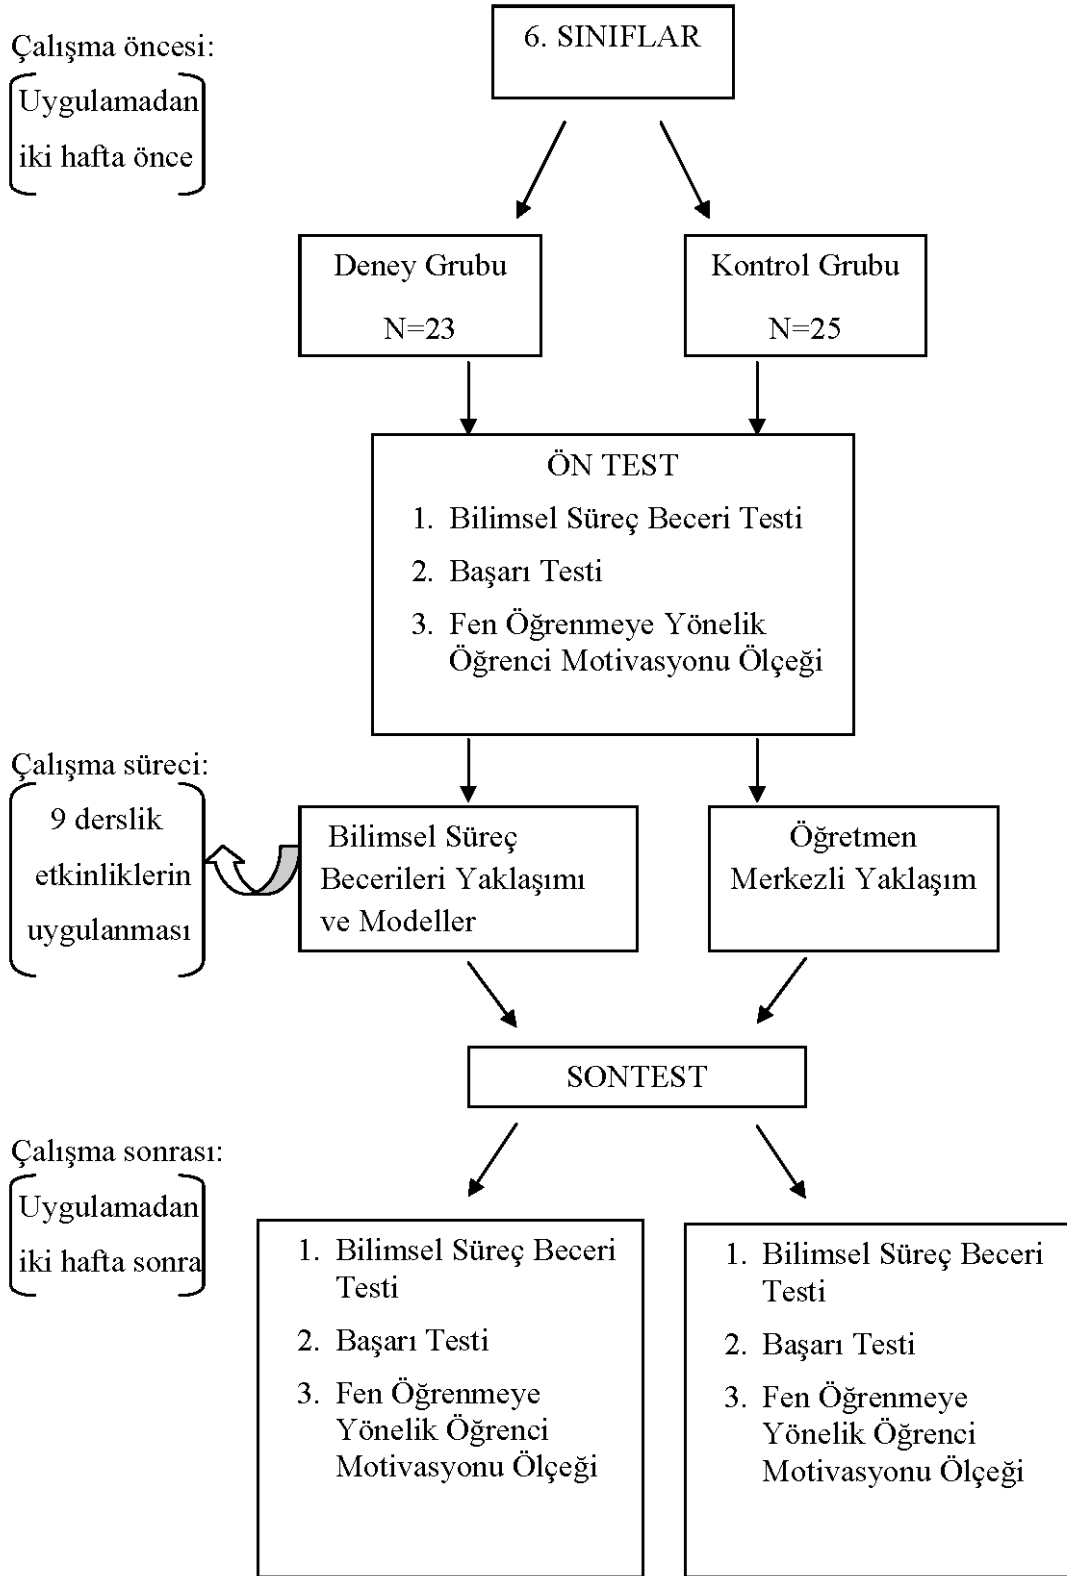 Çalışma öncesi:
Uygulamadan
iki hafta önce
6. SINIFLAR
Deney Grubu
N=23
Kontrol Grubu
N=25
ÖN TEST
1. Bilimsel Süreç Beceri Testi
2. Başarı Testi
3. Fen Öğrenmeye Yönelik
Öğrenci Motivasyonu Ölçeği
Çalışma süreci:
9 derslik
etkinliklerin
uygulanması
Bilimsel Süreç
Becerileri Yaklaşımı
ve Modeller
Öğretmen
Merkezli Yaklaşım
SONTEST
Çalışma sonrası:
Uygulamadan
iki hafta sonra
1. Bilimsel Süreç Beceri
Testi
2. Başarı Testi
3. Fen Öğrenmeye
Yönelik Öğrenci
Motivasyonu Ölçeği
1. Bilimsel Süreç Beceri
Testi
2. Başarı Testi
3. Fen Öğrenmeye
Yönelik Öğrenci
Motivasyonu Ölçeği